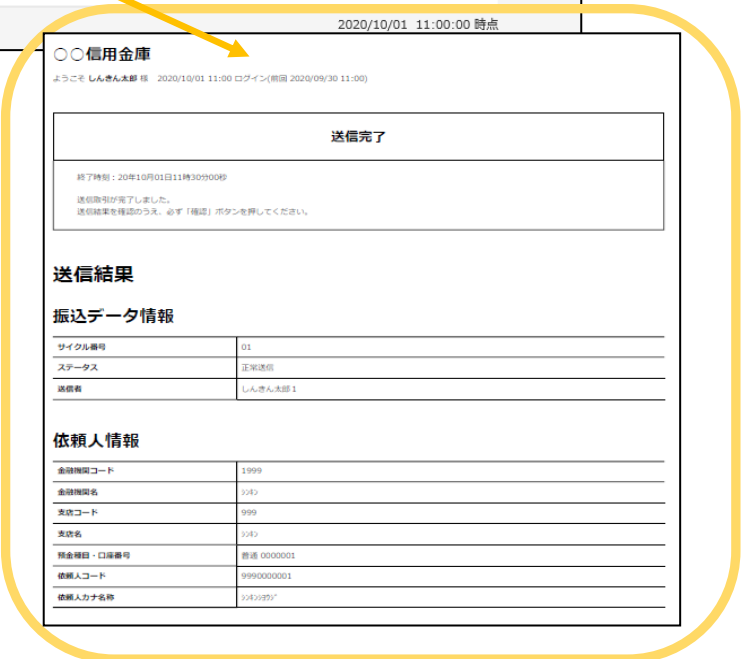 2020/10/01 11:00:00 時点
○○信用金庫
ようこそ しんきん太郎 様 2020/10/01 11:00 ログイン(前回 2020/09/30 11:00)
送信完了
終了時刻：20年10月01日11時30分00秒
送信取引が完了しました。
送信結果を確認のうえ、必ず「確認」ボタンを押してください。
送信結果
振込データ情報
サイクル番号 01
ステータス 正常送信
送信者 しんきん太郎１
依頼人情報
金融機関コード 1999
金融機関名 ｼﾝｷﾝ
支店コード 999
支店名 ｼﾝｷﾝ
預金種目・口座番号 普通 0000001
依頼人コード 9990000001
依頼人カナ名称 ｼﾝｷﾝｼﾖｳｼﾞ